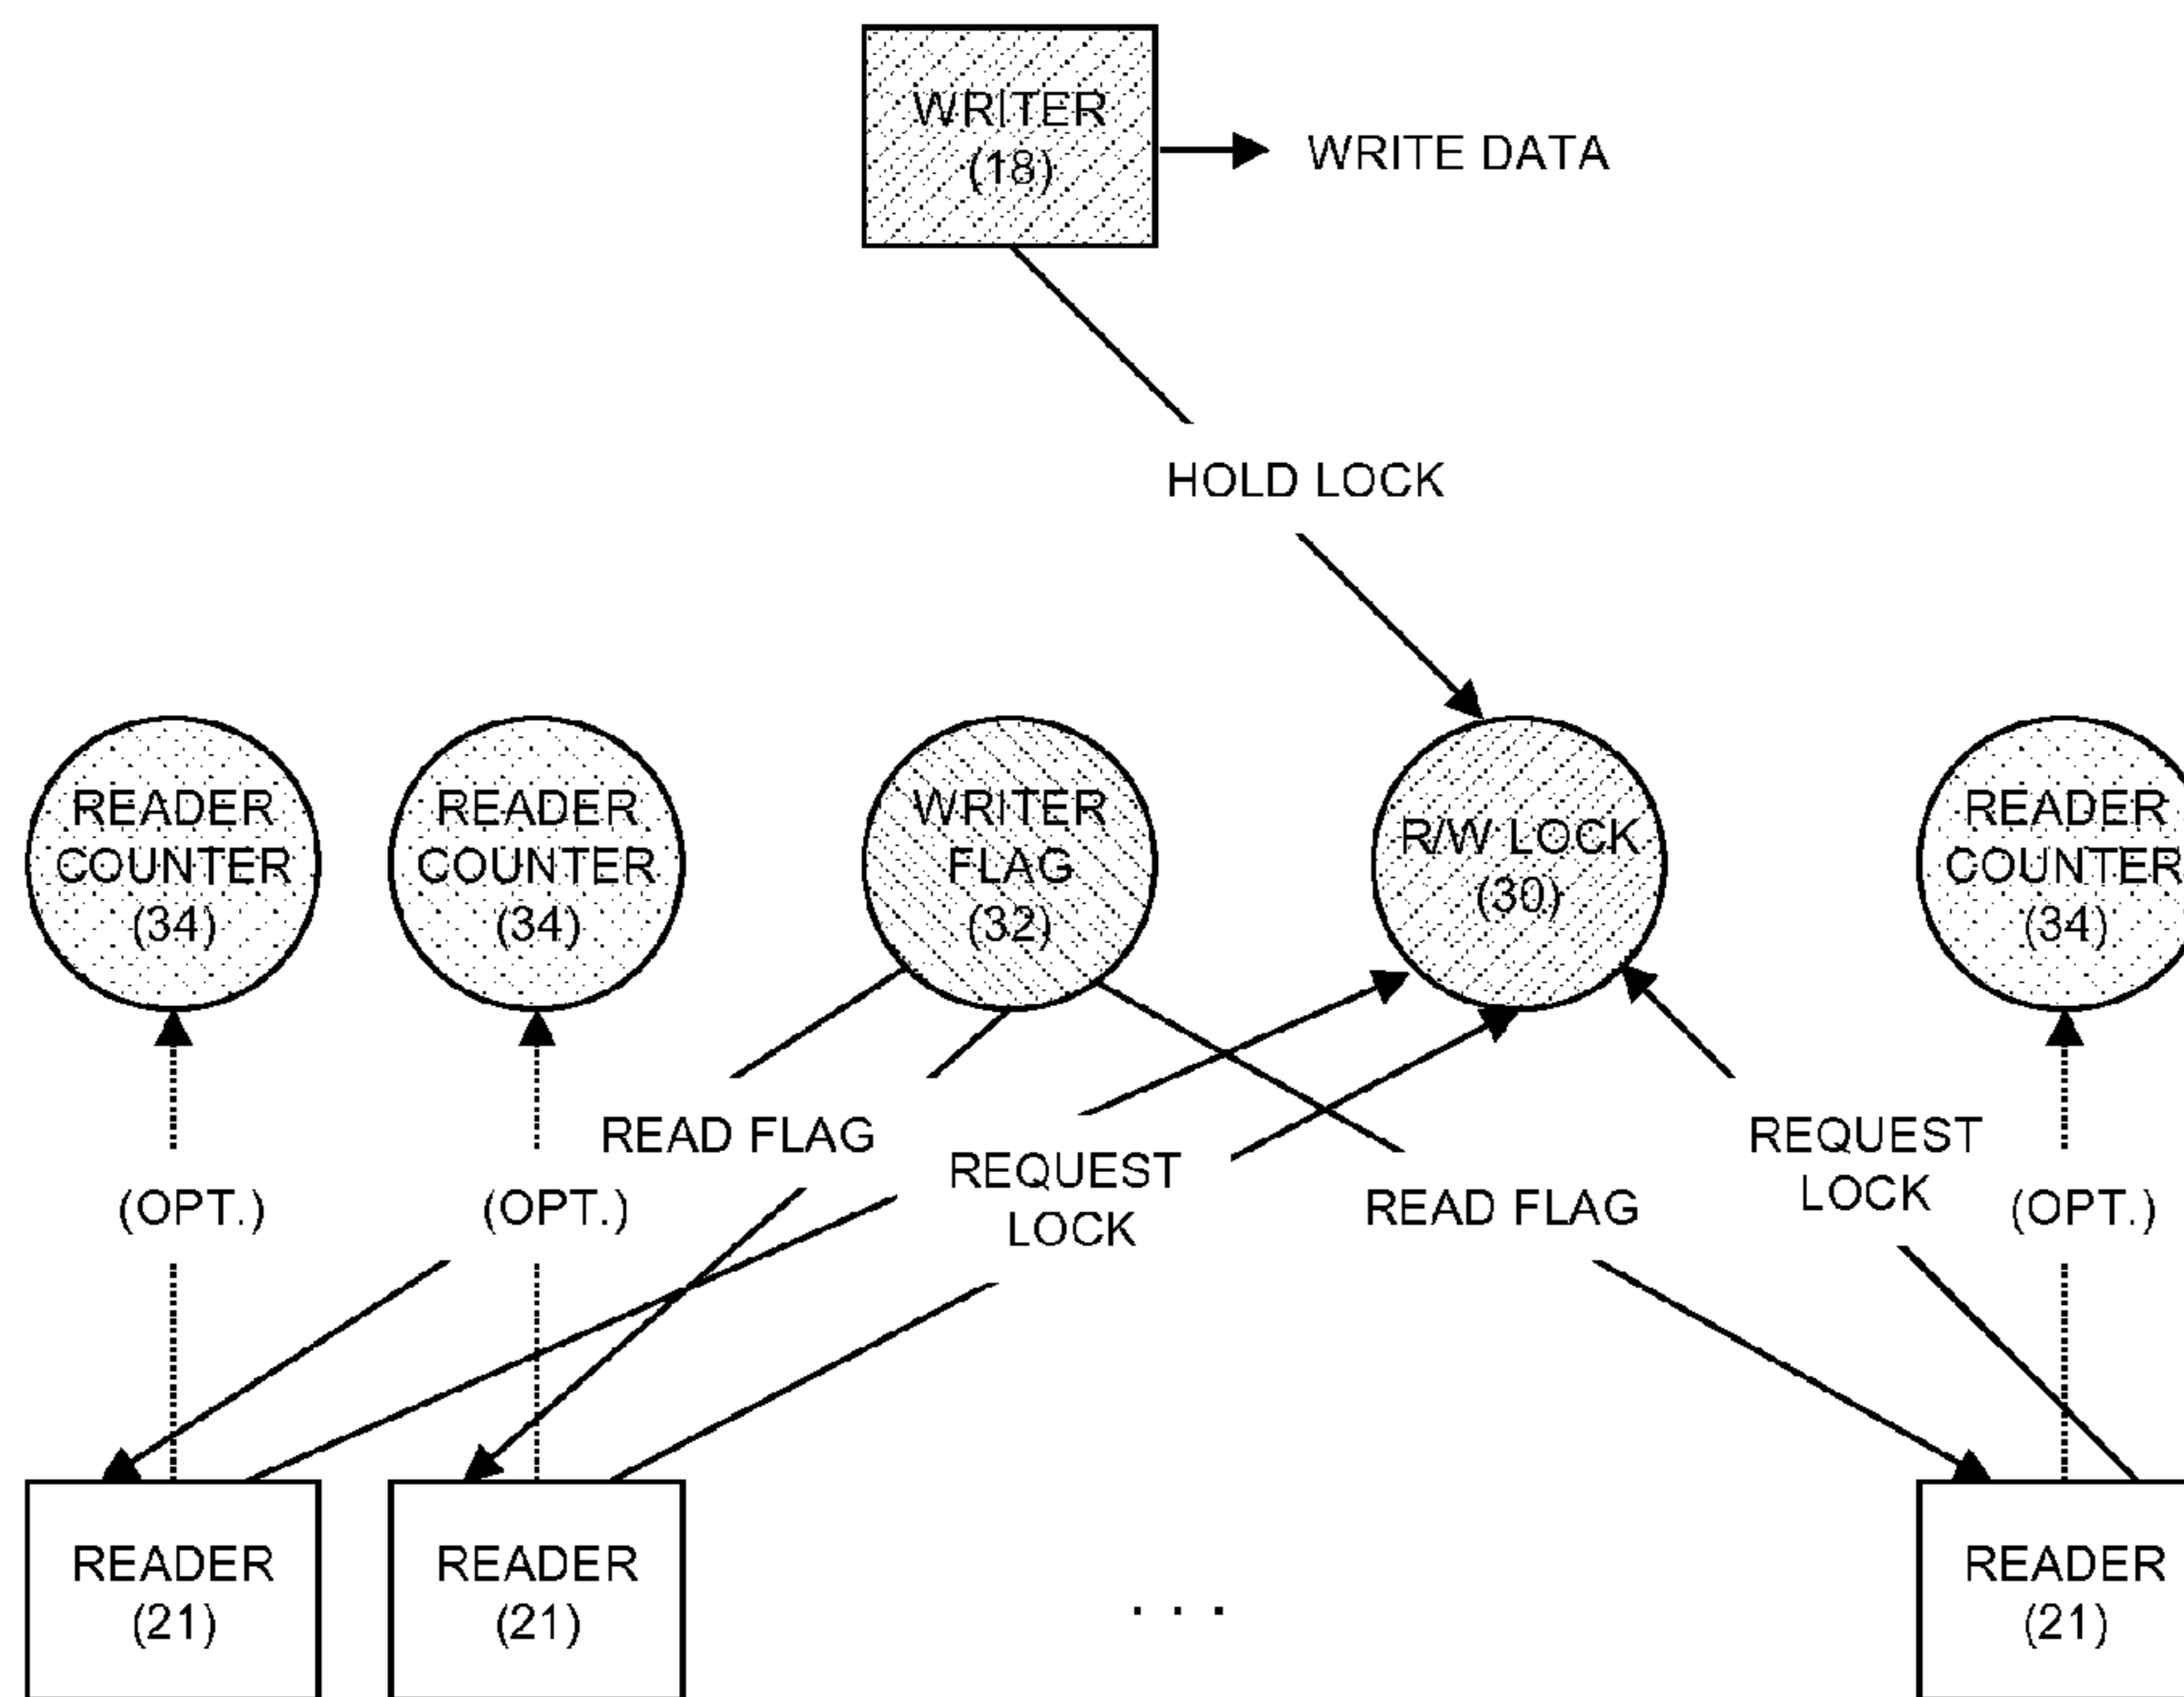 WRITER
(18)
WRITE DATA
HOLD LOCK
READER
COUNTER
(34)
READER
COUNTER
(34)
WRITER
FLAG
(32)
R/W LOCK
(30)
READER
COUNTER
(34)
READ FLAG
REQUEST
LOCK
REQUEST
LOCK
(OPT.)
(OPT.)
READ FLAG
(OPT.)
READER
(21)
READER
(21)
. . .
READER
(21)